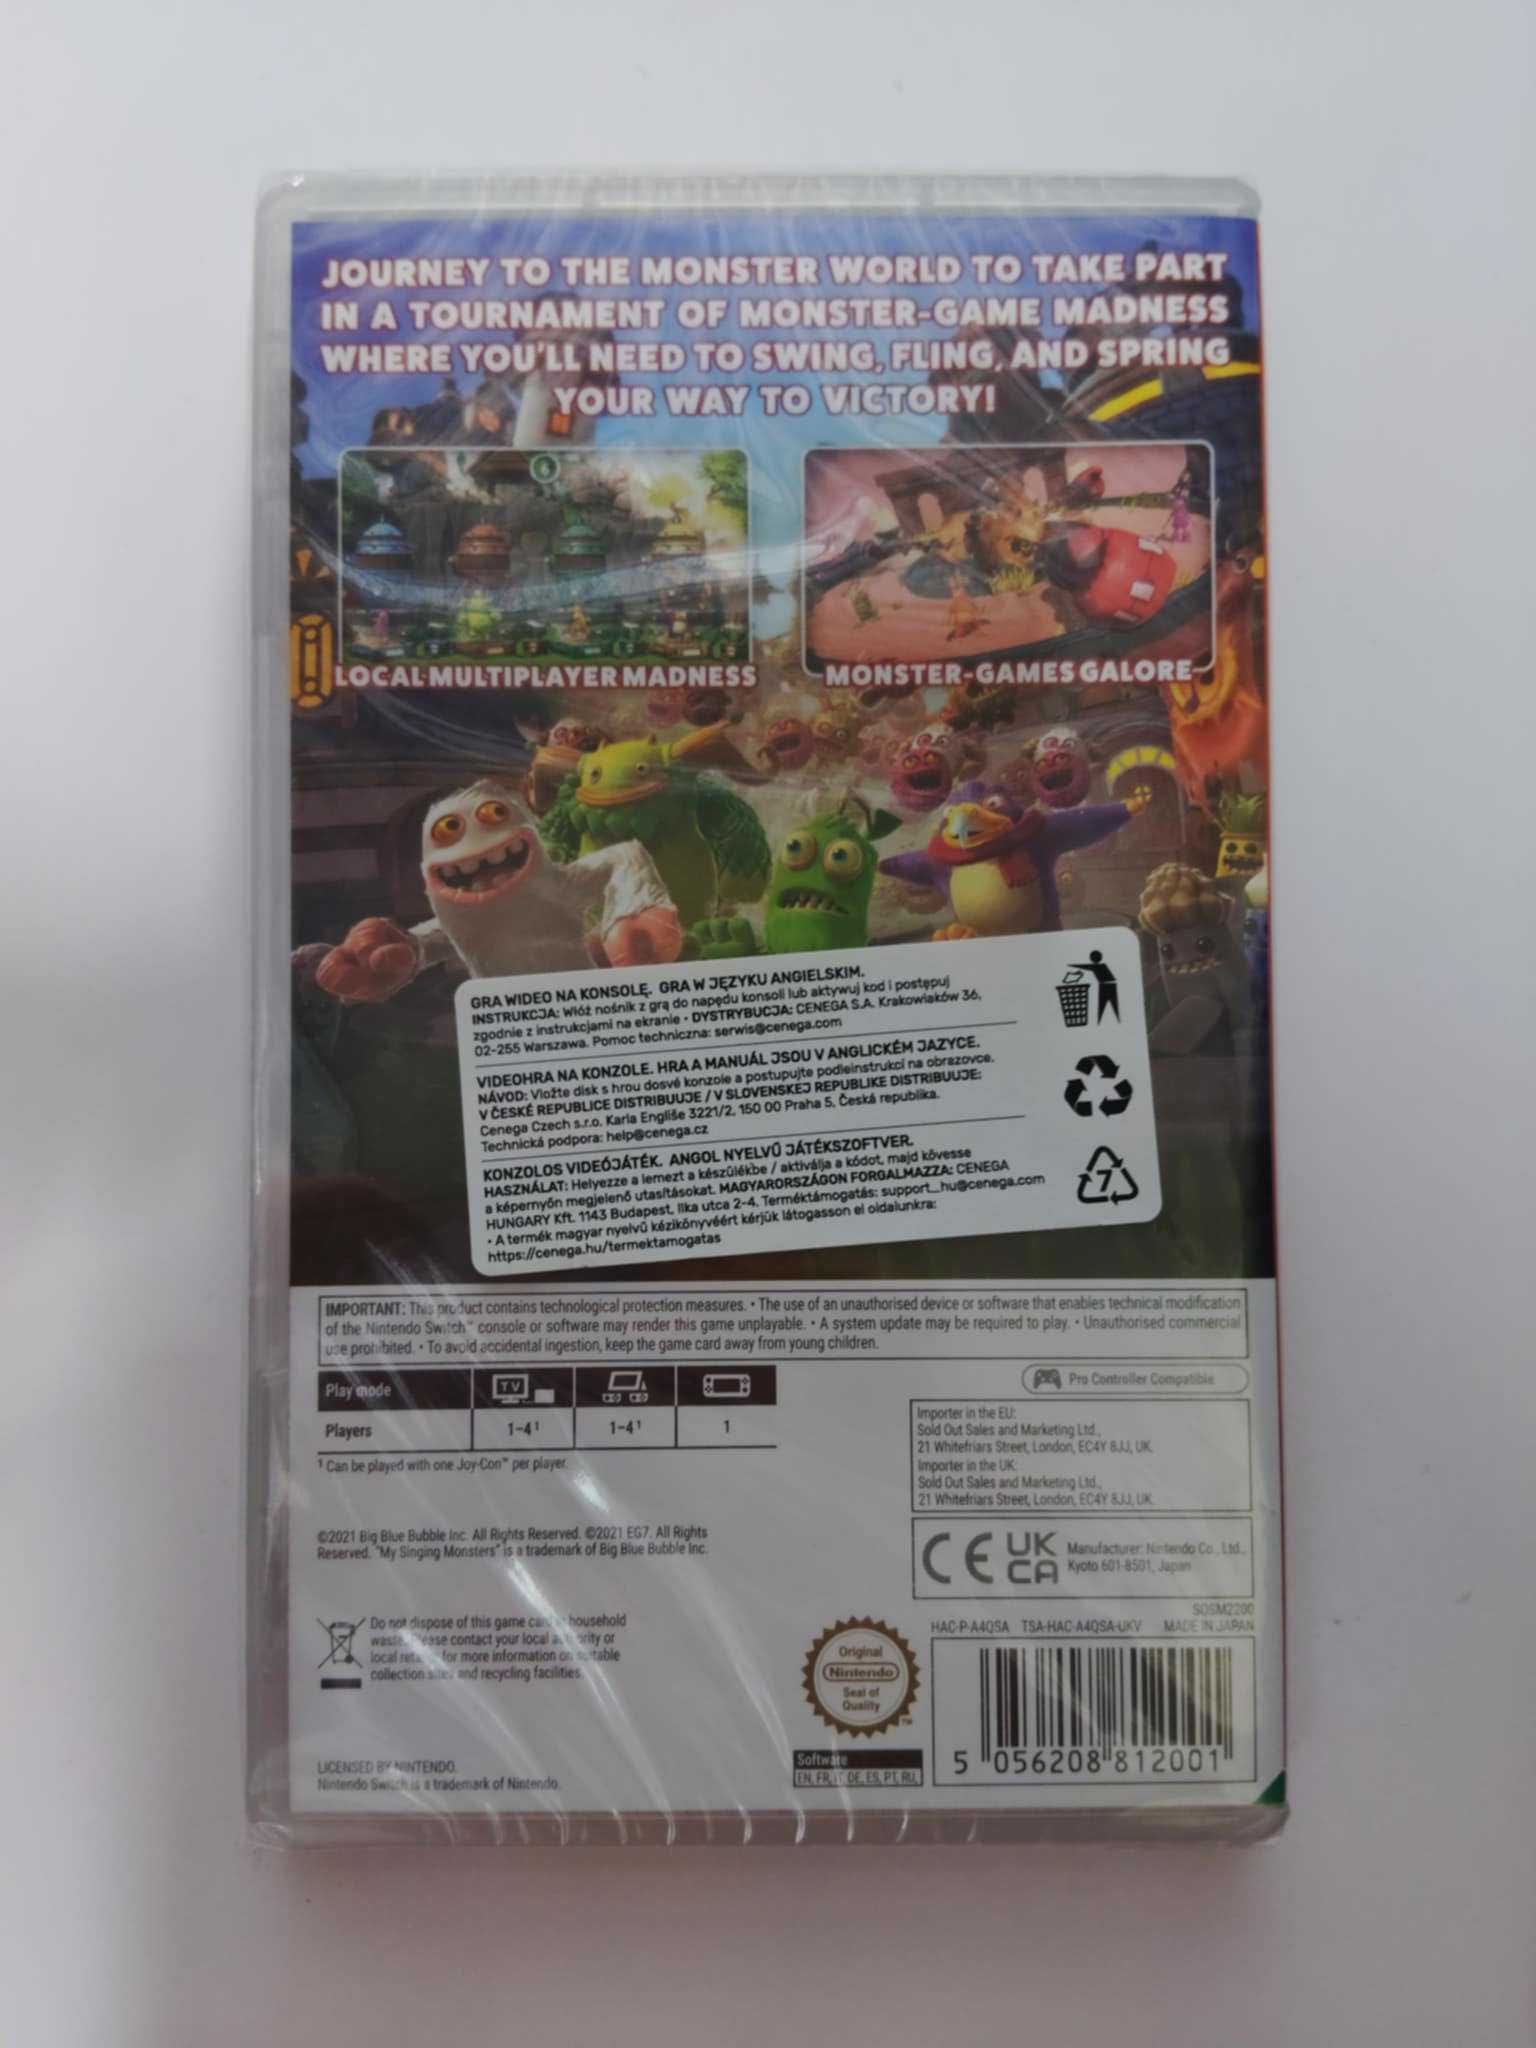 JOURNEY TO THE MONSTER WORLD TO TAKE PART
IN A TOURNAMENT OF MONSTER-GAME MADNESS
WHERE YOU'LL NEED TO SWING, FLING, AND SPRING
YOUR WAY TO VICTORY!
LOCAL MULTIPLAYER MADNESS
MONSTER-GAMES GALORE
GRA WIDEO NA KONSOLĘ. GRA W JĘZYKU ANGIELSKIM.
INSTRUKCJA: Włóż nośnik z grą do napędu konsoli lub aktywuj kod i postępuj
zgodnie z instrukcjami na ekranie • DYSTRYBUCJA: CENEGA S.A. Krakowiaków 36,
02-255 Warszawa. Pomoc techniczna: serwis@cenega.com
VIDEOHRA NA KONZOLE. HRA A MANUÁL JSOU V ANGLICKÉM JAZYCE.
NÁVOD: Vložte disk s hrou dosvé konzole a postupujte podleinstrukcí na obrazovce.
V ČESKÉ REPUBLICE DISTRIBUUJE / V SLOVENSKEJ REPUBLIKE DISTRIBUUJE:
Cenega Czech s.r.o. Karla Engliše 3221/2, 150 00 Praha 5, Česká republika.
Technická podpora: help@cenega.cz
KONZOLOS VIDEÓJÁTÉK. ANGOL NYELVŰ JÁTÉKSZOFTVER.
HASZNÁLAT: Helyezze a lemezt a készülékbe / aktiválja a kódot, majd kövesse
a képernyőn megjelenő utasításokat. MAGYARORSZÁGON FORGALMAZZA: CENEGA
HUNGARY Kft. 1143 Budapest, Ilka utca 2-4, Terméktámogatás: support_hu@cenega.com
• A termék magyar nyelvű kézikönyvéért kérjük látogasson el oldalunkra:
https://cenega.hu/termektamogatas
7
IMPORTANT: This product contains technological protection measures. • The use of an unauthorised device or software that enables technical modification
of the Nintendo Switch™ console or software may render this game unplayable. • A system update may be required to play. • Unauthorised commercial
use prohibited. • To avoid accidental ingestion, keep the game card away from young children.
Play mode TV
Players 1-4¹ 1-4¹ 1
¹ Can be played with one Joy-Con™ per player.
Pro Controller Compatible
Importer in the EU:
Sold Out Sales and Marketing Ltd.,
21 Whitefriars Street, London, EC4Y 8JJ, UK.
Importer in the UK:
Sold Out Sales and Marketing Ltd.,
21 Whitefriars Street, London, EC4Y 8JJ, UK.
©2021 Big Blue Bubble Inc. All Rights Reserved. ©2021 EG7. All Rights
Reserved. "My Singing Monsters" is a trademark of Big Blue Bubble Inc.
CE UK
CA
Manufacturer: Nintendo Co., Ltd.,
Kyoto 601-8501, Japan
SOSM2200
HAC-P-A4QSA TSA-HAC-A4QSA-UKV MADE IN JAPAN
Do not dispose of this game card in household
waste. Please contact your local authority or
local retailer for more information on suitable
collection sites and recycling facilities.
Original
Nintendo
Seal of
Quality
TM
LICENSED BY NINTENDO.
Nintendo Switch is a trademark of Nintendo.
Software
EN, FR, IT, DE, ES, PT, RU,
5 056208 812001